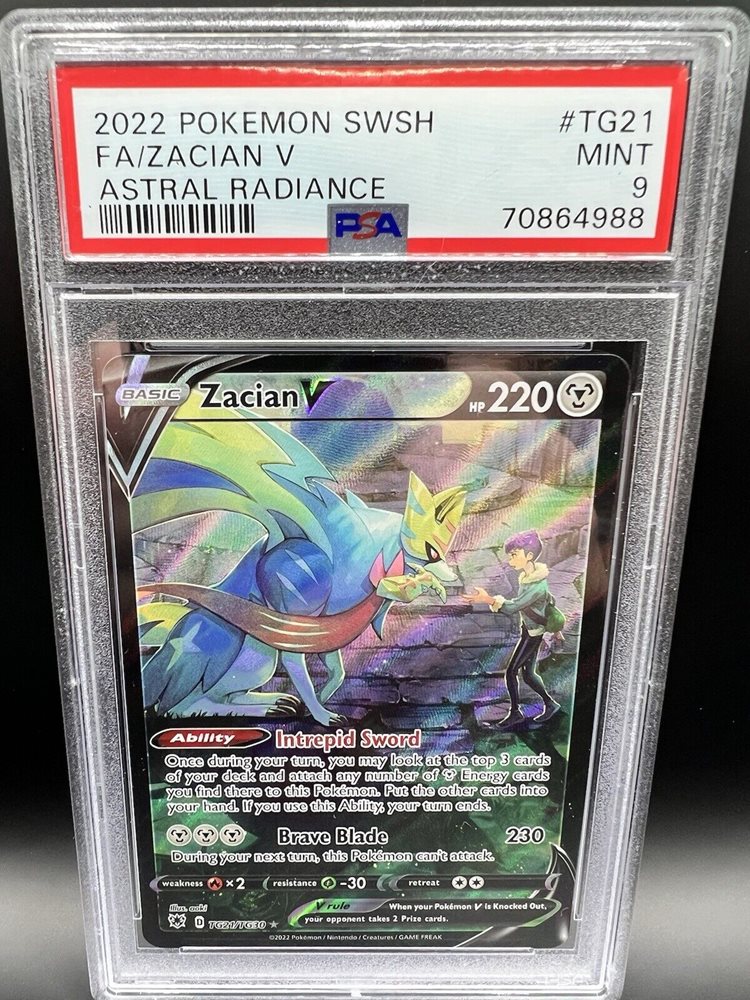 2022 POKEMON SWSH #TG21
FA/ZACIAN V MINT
ASTRAL RADIANCE 9
PSA 70864988
BASIC Zacian V HP 220
Ability Intrepid Sword
Once during your turn, you may look at the top 3 cards
of your deck and attach any number of Energy cards
you find there to this Pokémon. Put the other cards into
your hand. If you use this Ability, your turn ends.
Brave Blade 230
During your next turn, this Pokémon can't attack.
weakness ×2 resistance -30 retreat
Illus. aoki
V rule When your Pokémon V is Knocked Out,
your opponent takes 2 Prize cards.
D TG21/TG30 ★
©2022 Pokémon / Nintendo / Creatures / GAME FREAK